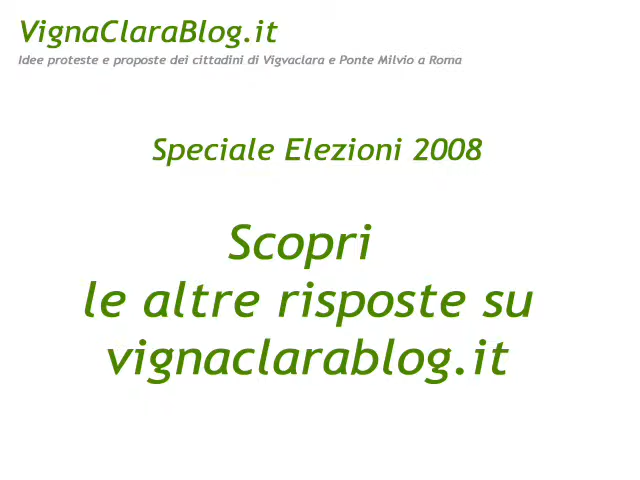 VignaClaraBlog.it
Idee proteste e proposte dei cittadini di Vigvaclara e Ponte Milvio a Roma
Speciale Elezioni 2008
Scopri
le altre risposte su
vignaclarablog.it